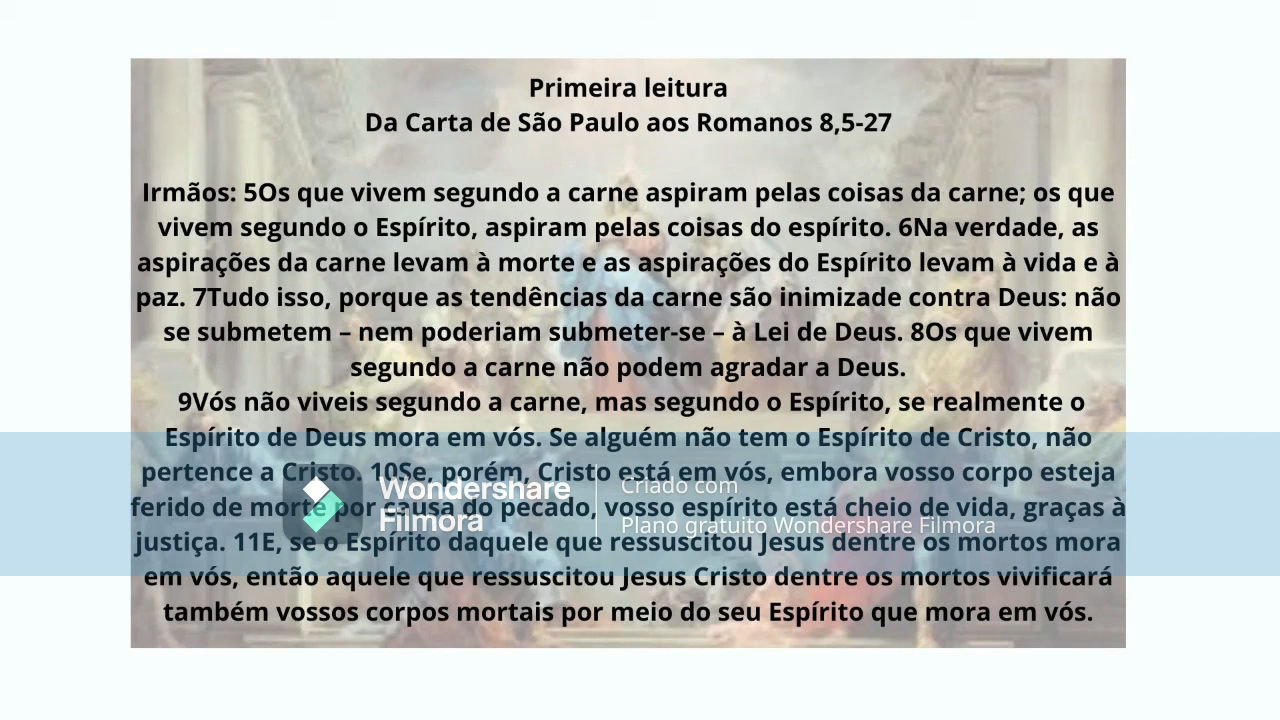 Primeira leitura
Da Carta de São Paulo aos Romanos 8,5-27
Irmãos: 5Os que vivem segundo a carne aspiram pelas coisas da carne; os que
vivem segundo o Espírito, aspiram pelas coisas do espírito. 6Na verdade, as
aspirações da carne levam à morte e as aspirações do Espírito levam à vida e à
paz. 7Tudo isso, porque as tendências da carne são inimizade contra Deus: não
se submetem – nem poderiam submeter-se – à Lei de Deus. 8Os que vivem
segundo a carne não podem agradar a Deus.
9Vós não viveis segundo a carne, mas segundo o Espírito, se realmente o
Espírito de Deus mora em vós. Se alguém não tem o Espírito de Cristo, não
pertence a Cristo. 10Se, porém, Cristo está em vós, embora vosso corpo esteja
ferido de morte por causa do pecado, vosso espírito está cheio de vida, graças à
justiça. 11E, se o Espírito daquele que ressuscitou Jesus dentre os mortos mora
em vós, então aquele que ressuscitou Jesus Cristo dentre os mortos vivificará
também vossos corpos mortais por meio do seu Espírito que mora em vós.
Wondershare
Filmora
Criado com
Plano gratuito Wondershare Filmora